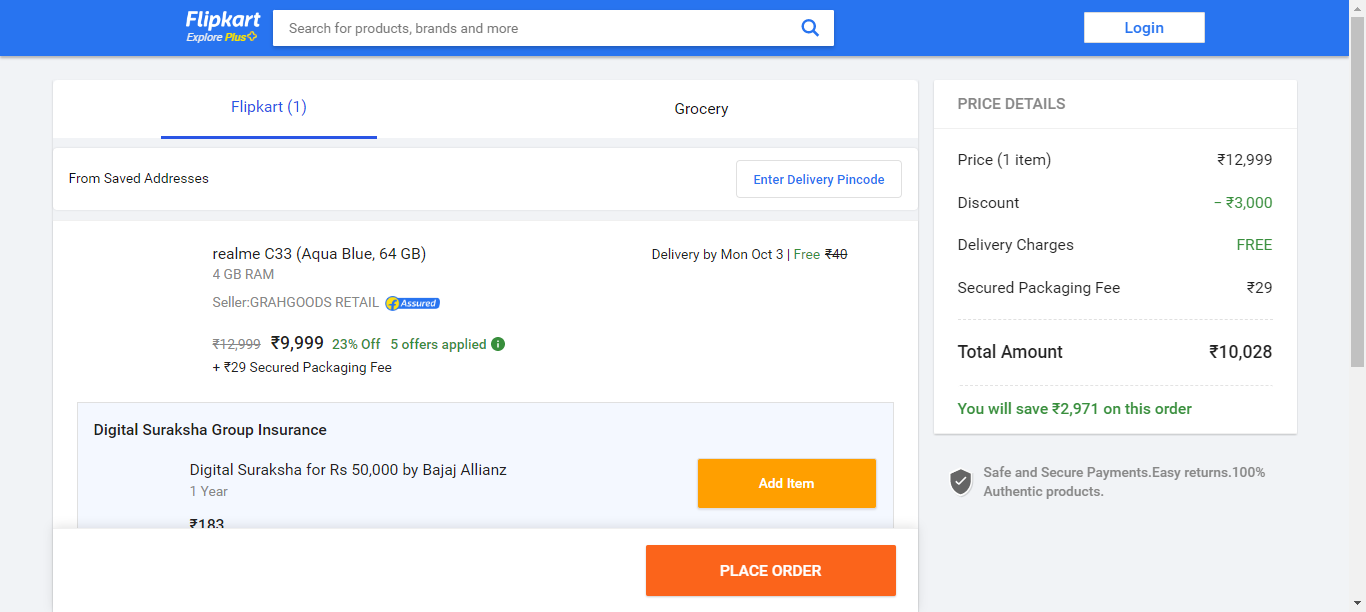 Flipkart
Explore Plus
Search for products, brands and more
Login
Flipkart (1)
Grocery
From Saved Addresses
Enter Delivery Pincode
realme C33 (Aqua Blue, 64 GB)
4 GB RAM
Seller:GRAHGOODS RETAIL
f Assured
Delivery by Mon Oct 3 | Free ₹40
₹12,999 ₹9,999 23% Off 5 offers applied i
+ ₹29 Secured Packaging Fee
Digital Suraksha Group Insurance
Digital Suraksha for Rs 50,000 by Bajaj Allianz
1 Year
₹183
Add Item
PLACE ORDER
PRICE DETAILS
Price (1 item) ₹12,999
Discount − ₹3,000
Delivery Charges FREE
Secured Packaging Fee ₹29
Total Amount ₹10,028
You will save ₹2,971 on this order
Safe and Secure Payments.Easy returns.100%
Authentic products.